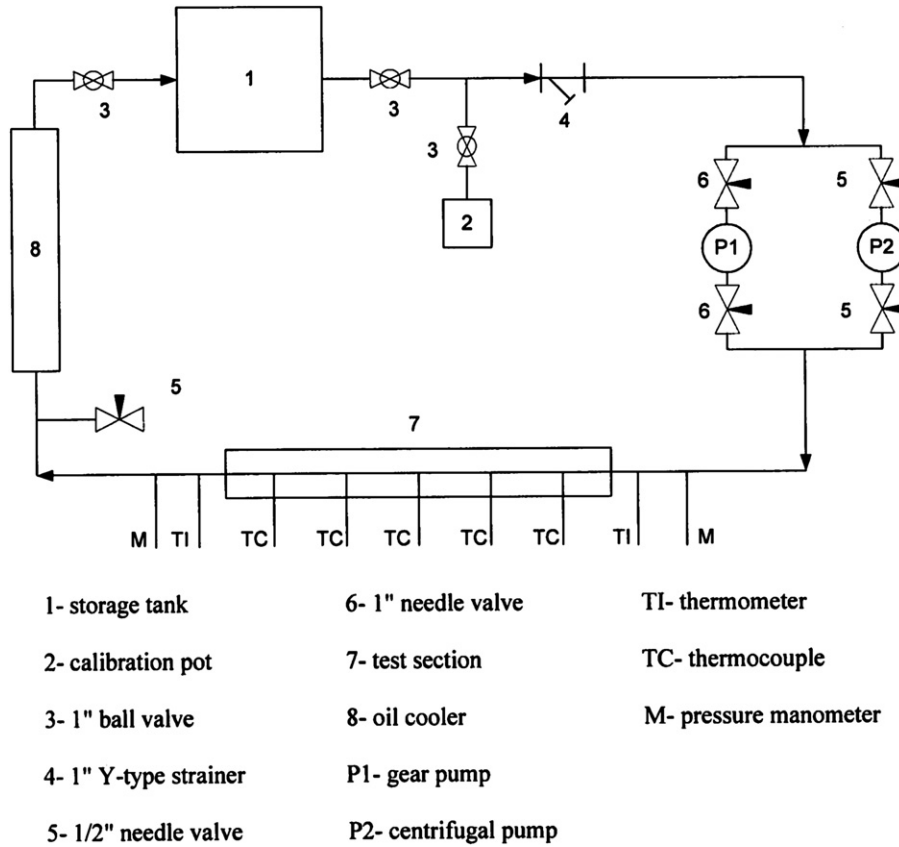 1
3
3
4
3
2
6
5
P1
P2
8
6
5
5
7
M TI TC TC TC TC TC TI M
1- storage tank
6- 1" needle valve
TI- thermometer
2- calibration pot
7- test section
TC- thermocouple
3- 1" ball valve
8- oil cooler
M- pressure manometer
4- 1" Y-type strainer
P1- gear pump
5- 1/2" needle valve
P2- centrifugal pump